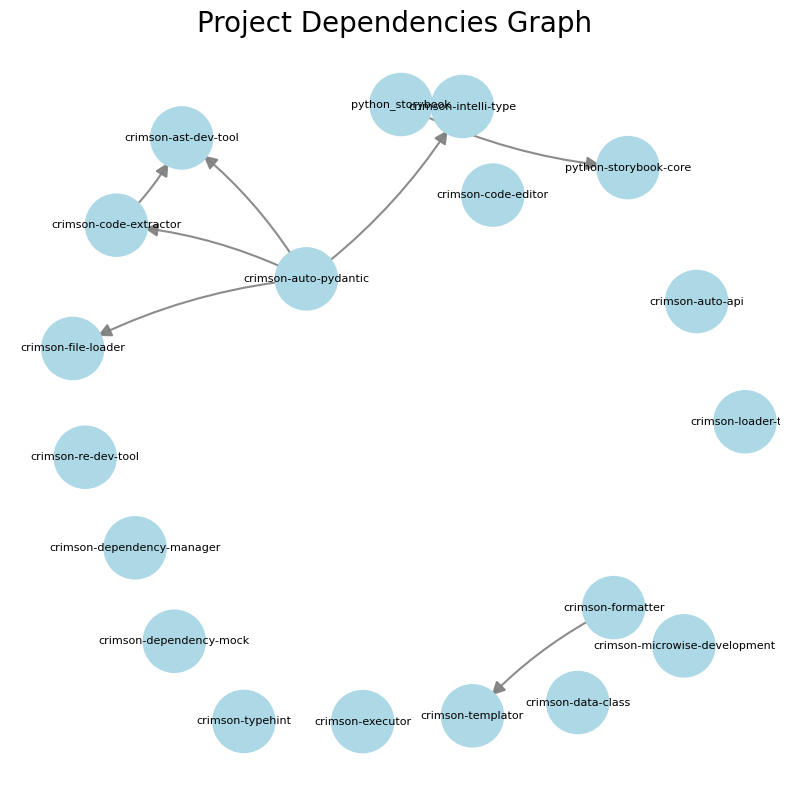 Project Dependencies Graph
python_storybook
crimson-intelli-type
crimson-ast-dev-tool
python-storybook-core
crimson-code-editor
crimson-code-extractor
crimson-auto-pydantic
crimson-auto-api
crimson-file-loader
crimson-loader-t
crimson-re-dev-tool
crimson-dependency-manager
crimson-formatter
crimson-dependency-mock
crimson-microwise-development
crimson-data-class
crimson-templator
crimson-typehint
crimson-executor